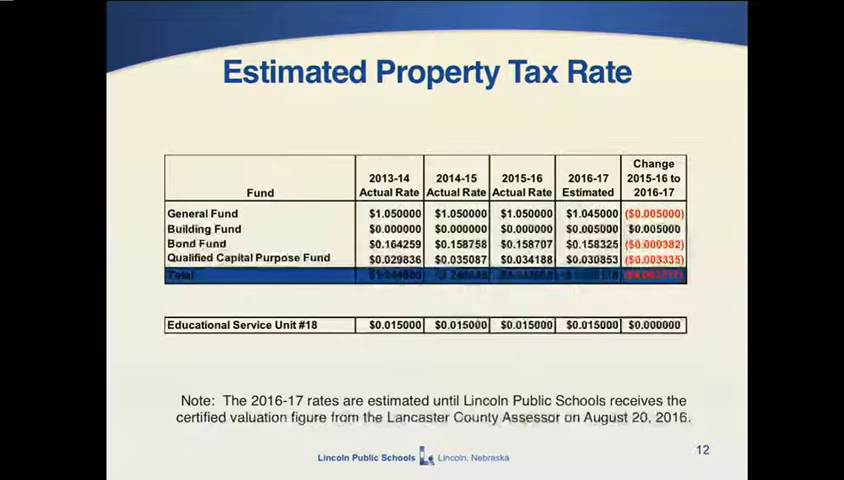 Estimated Property Tax Rate
Fund 2013-14 Actual Rate 2014-15 Actual Rate 2015-16 Actual Rate 2016-17 Estimated Change 2015-16 to 2016-17
General Fund $1.050000 $1.050000 $1.050000 $1.045000 ($0.005000)
Building Fund $0.000000 $0.000000 $0.000000 $0.005000 $0.005000
Bond Fund $0.164259 $0.158758 $0.158707 $0.158325 ($0.000382)
Qualified Capital Purpose Fund $0.029836 $0.035087 $0.034188 $0.030853 ($0.003335)
Total
Educational Service Unit #18 $0.015000 $0.015000 $0.015000 $0.015000 $0.000000
Note: The 2016-17 rates are estimated until Lincoln Public Schools receives the
certified valuation figure from the Lancaster County Assessor on August 20, 2016.
Lincoln Public Schools Lincoln, Nebraska
12